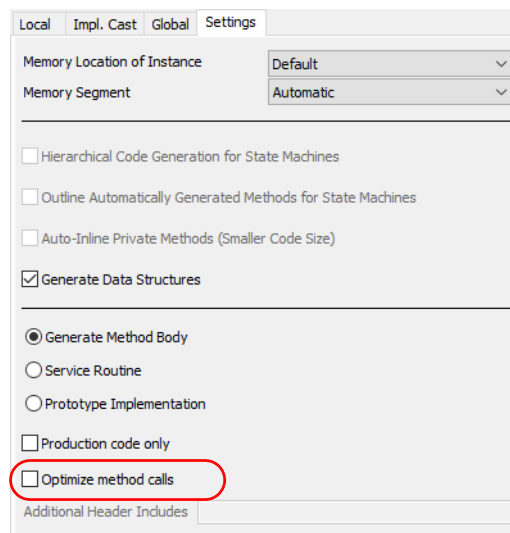 Local Impl. Cast Global Settings
Memory Location of Instance Default
Memory Segment Automatic
Hierarchical Code Generation for State Machines
Outline Automatically Generated Methods for State Machines
Auto-Inline Private Methods (Smaller Code Size)
Generate Data Structures
Generate Method Body
Service Routine
Prototype Implementation
Production code only
Optimize method calls
Additional Header Includes